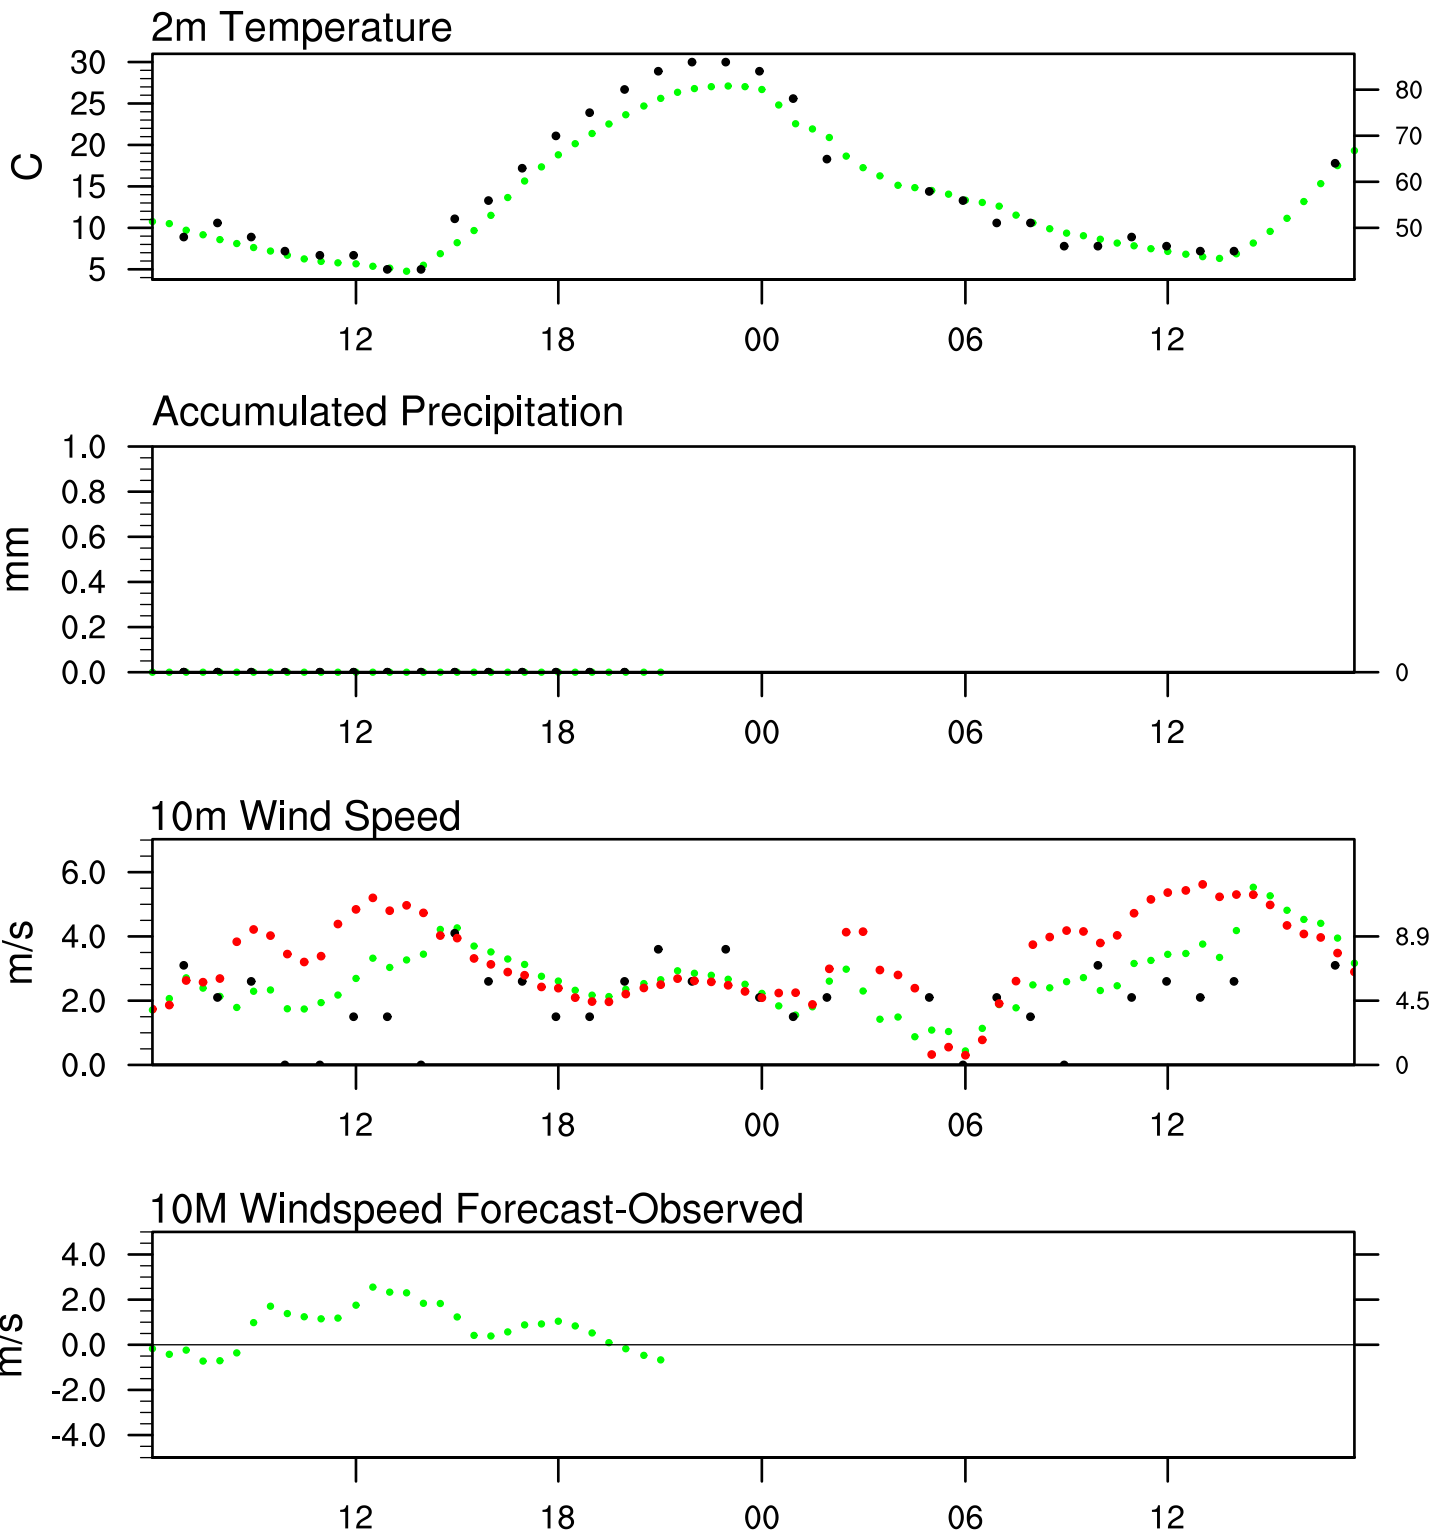 2m Temperature
30
25
20
15
10
5
C
80
70
60
50
12 18 00 06 12
Accumulated Precipitation
1.0
0.8
0.6
0.4
0.2
0.0
mm
0
12 18 00 06 12
10m Wind Speed
6.0
4.0
2.0
0.0
m/s
8.9
4.5
0
12 18 00 06 12
10M Windspeed Forecast-Observed
4.0
2.0
0.0
-2.0
-4.0
m/s
12 18 00 06 12